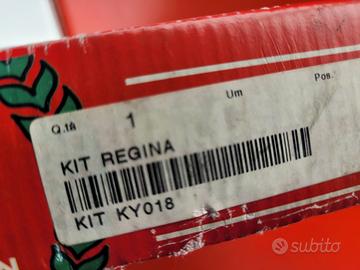 Q.tà 1 Um Pos.
KIT REGINA
KIT KY018
subito